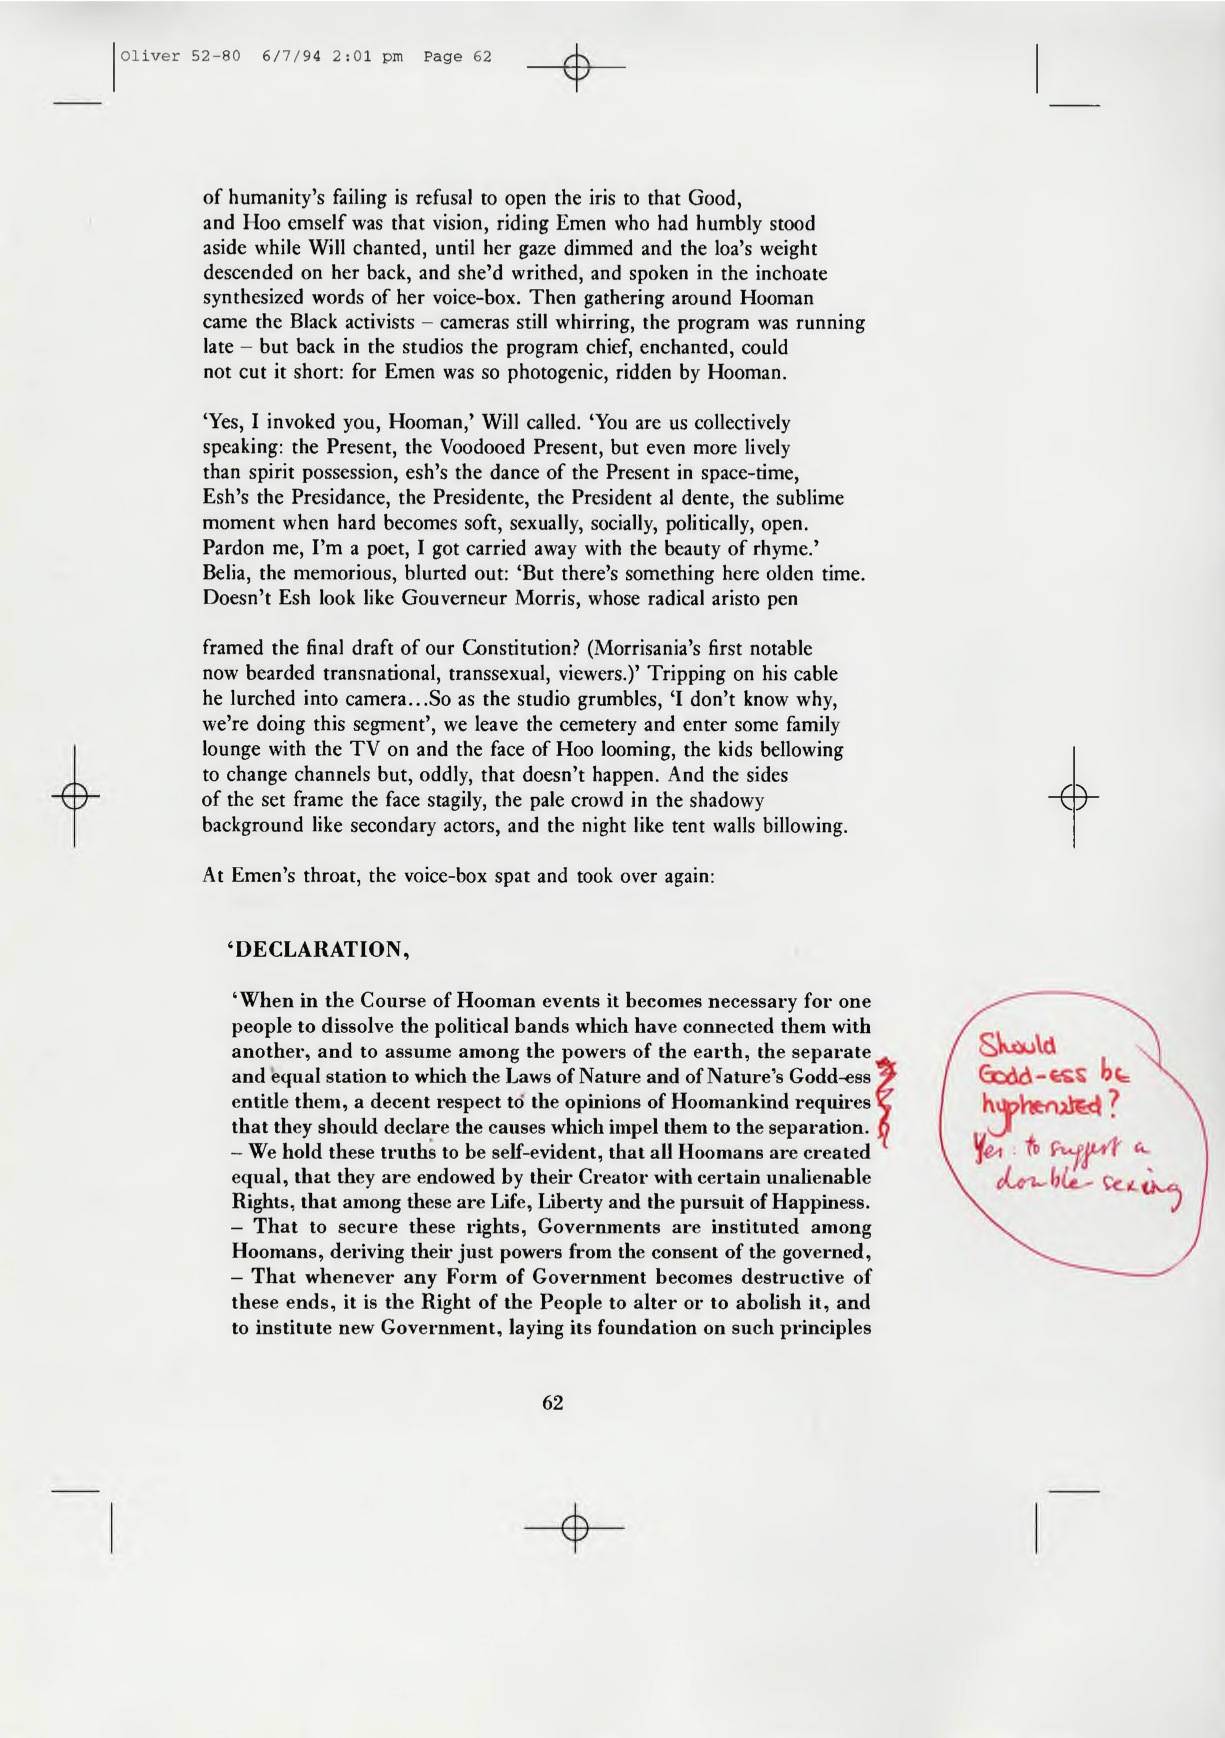 Oliver 52-80 6/7/94 2:01 pm Page 62
of humanity’s failing is refusal to open the iris to that Good,
and Hoo emself was that vision, riding Emen who had humbly stood
aside while Will chanted, until her gaze dimmed and the loa’s weight
descended on her back, and she’d writhed, and spoken in the inchoate
synthesized words of her voice-box. Then gathering around Hooman
came the Black activists – cameras still whirring, the program was running
late – but back in the studios the program chief, enchanted, could
not cut it short: for Emen was so photogenic, ridden by Hooman.
‘Yes, I invoked you, Hooman,’ Will called. ‘You are us collectively
speaking: the Present, the Voodooed Present, but even more lively
than spirit possession, esh’s the dance of the Present in space-time,
Esh’s the Presidance, the Presidente, the President al dente, the sublime
moment when hard becomes soft, sexually, socially, politically, open.
Pardon me, I’m a poet, I got carried away with the beauty of rhyme.’
Belia, the memorious, blurted out: ‘But there’s something here olden time.
Doesn’t Esh look like Gouverneur Morris, whose radical aristo pen
framed the final draft of our Constitution? (Morrisania’s first notable
now bearded transnational, transsexual, viewers.)’ Tripping on his cable
he lurched into camera...So as the studio grumbles, ‘I don’t know why,
we’re doing this segment’, we leave the cemetery and enter some family
lounge with the TV on and the face of Hoo looming, the kids bellowing
to change channels but, oddly, that doesn’t happen. And the sides
of the set frame the face stagily, the pale crowd in the shadowy
background like secondary actors, and the night like tent walls billowing.
At Emen’s throat, the voice-box spat and took over again:
‘DECLARATION,
‘When in the Course of Hooman events it becomes necessary for one
people to dissolve the political bands which have connected them with
another, and to assume among the powers of the earth, the separate
and equal station to which the Laws of Nature and of Nature’s Godd-ess
entitle them, a decent respect to the opinions of Hoomankind requires
that they should declare the causes which impel them to the separation.
– We hold these truths to be self-evident, that all Hoomans are created
equal, that they are endowed by their Creator with certain unalienable
Rights, that among these are Life, Liberty and the pursuit of Happiness.
– That to secure these rights, Governments are instituted among
Hoomans, deriving their just powers from the consent of the governed,
– That whenever any Form of Government becomes destructive of
these ends, it is the Right of the People to alter or to abolish it, and
to institute new Government, laying its foundation on such principles
Should
Godd-ess be
hyphenated?
Yes: to suggest a
double-sexing
62